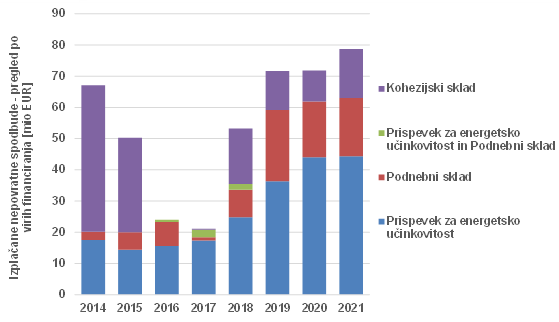 Izplačane nepovratne spodbude - pregled po
virih financiranja [mio EUR]
90
80
70
60
50
40
30
20
10
0
2014 2015 2016 2017 2018 2019 2020 2021
Kohezijski sklad
Prispevek za energetsko
učinkovitost in Podnebni sklad
Podnebni sklad
Prispevek za energetsko
učinkovitost